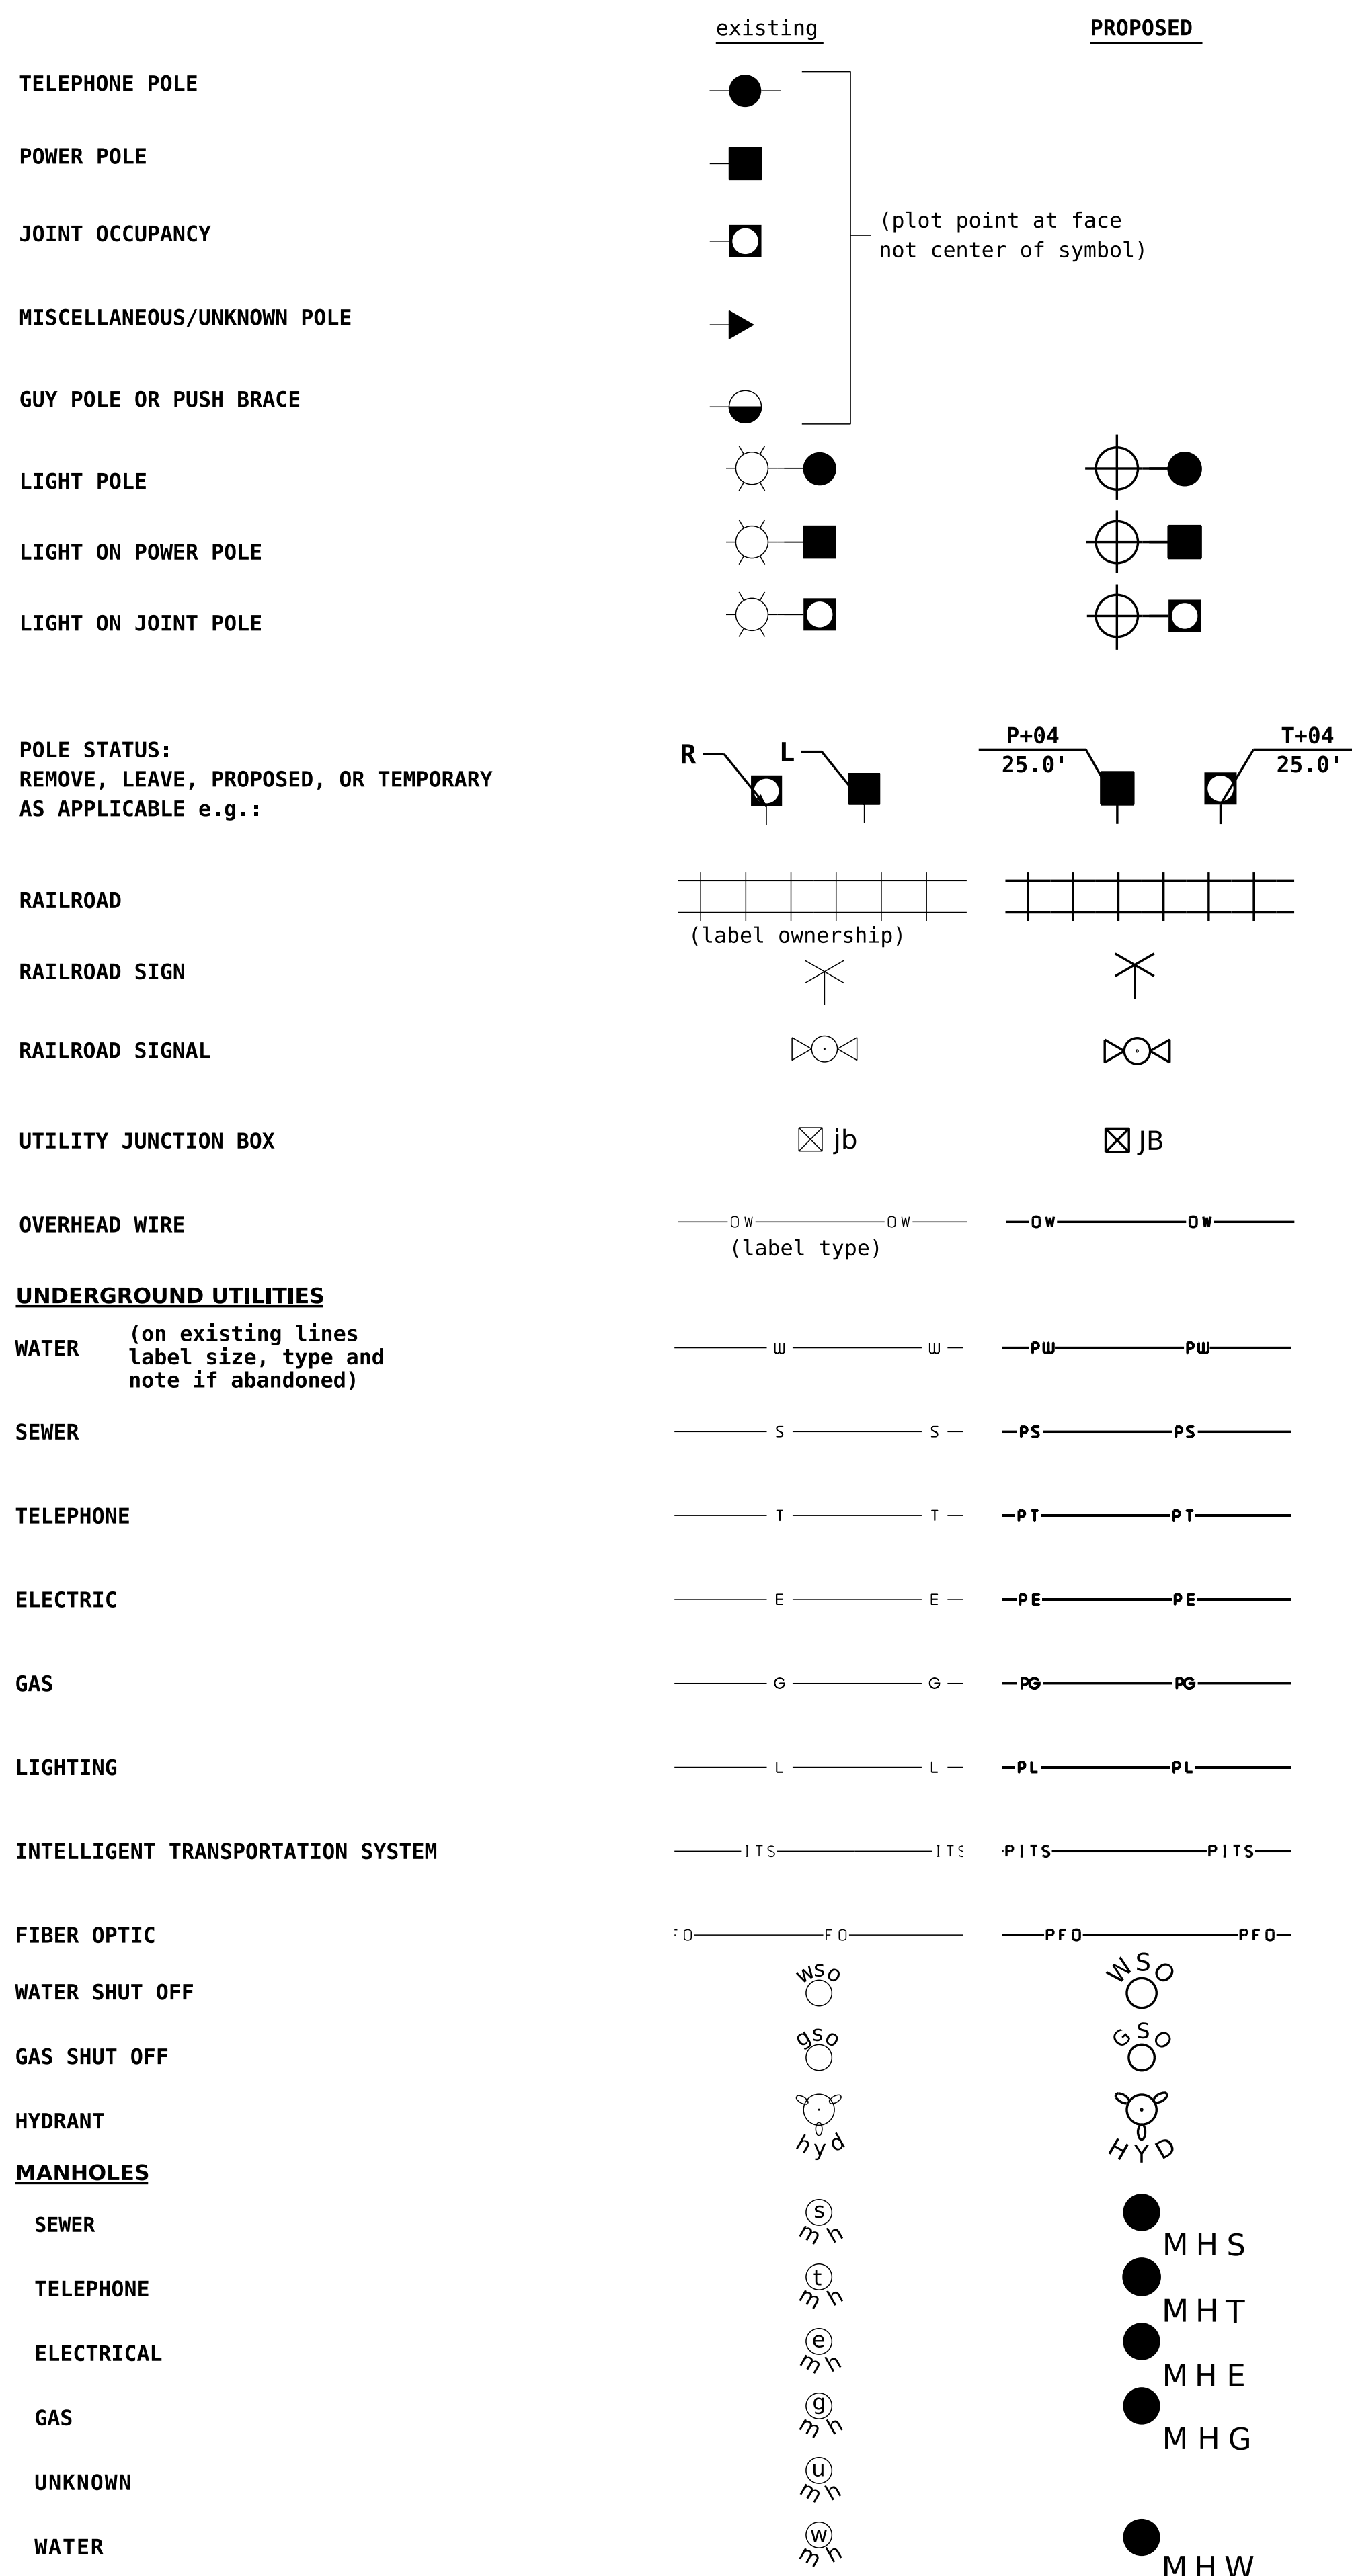 existing PROPOSED
TELEPHONE POLE
POWER POLE
JOINT OCCUPANCY
(plot point at face
not center of symbol)
MISCELLANEOUS/UNKNOWN POLE
GUY POLE OR PUSH BRACE
LIGHT POLE
LIGHT ON POWER POLE
LIGHT ON JOINT POLE
POLE STATUS:
REMOVE, LEAVE, PROPOSED, OR TEMPORARY
AS APPLICABLE e.g.:
R L
P+04
25.0'
T+04
25.0'
RAILROAD
(label ownership)
RAILROAD SIGN
RAILROAD SIGNAL
UTILITY JUNCTION BOX jb JB
OVERHEAD WIRE OW OW OW OW
(label type)
UNDERGROUND UTILITIES
WATER
(on existing lines
label size, type and
note if abandoned)
W W PW PW
SEWER S S PS PS
TELEPHONE T T PT PT
ELECTRIC E E PE PE
GAS G G PG PG
LIGHTING L L PL PL
INTELLIGENT TRANSPORTATION SYSTEM ITS ITS PITS PITS
FIBER OPTIC FO FO PFO PFO
WATER SHUT OFF wso WSO
GAS SHUT OFF gso GSO
HYDRANT hyd HYD
MANHOLES
SEWER s mh MHS
TELEPHONE t mh MHT
ELECTRICAL e mh MHE
GAS g mh MHG
UNKNOWN u mh
WATER w mh MHW